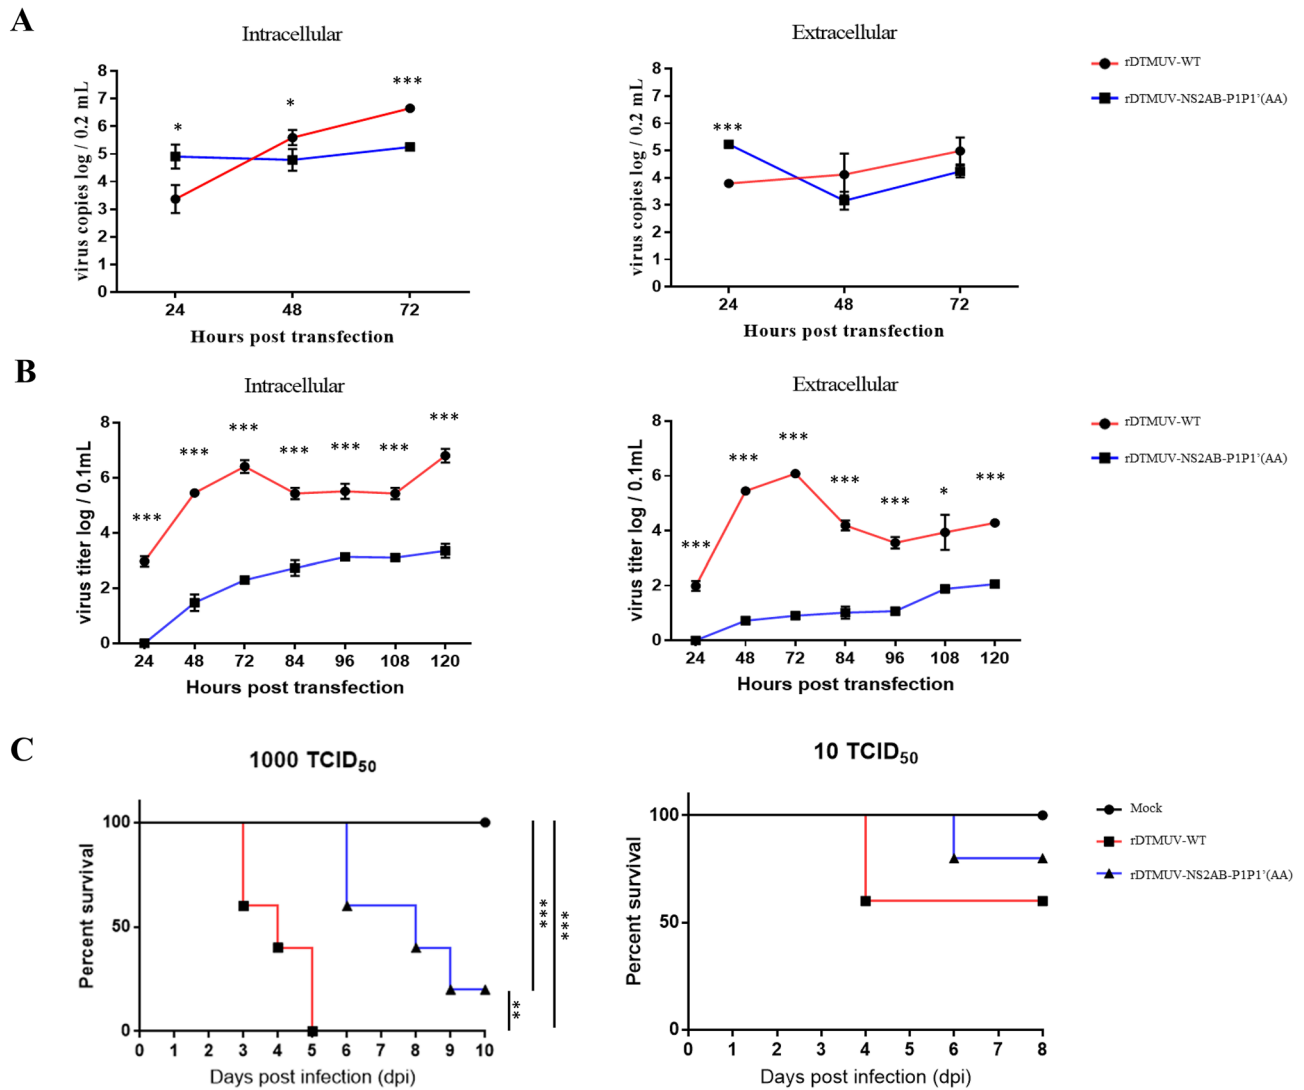 A
Intracellular
virus copies log / 0.2 mL
8
7
6
5
4
3
2
1
0
*
*
***
24 48 72
Hours post transfection
Extracellular
virus copies log / 0.2 mL
8
7
6
5
4
3
2
1
0
***
24 48 72
Hours post transfection
rDTMUV-WT
rDTMUV-NS2AB-P1P1'(AA)
B
Intracellular
virus titer log / 0.1mL
8
6
4
2
0
*** *** *** *** *** *** ***
24 48 72 84 96 108 120
Hours post transfection
Extracellular
virus titer log / 0.1mL
8
6
4
2
0
*** *** *** *** *** * ***
24 48 72 84 96 108 120
Hours post transfection
rDTMUV-WT
rDTMUV-NS2AB-P1P1'(AA)
C
1000 TCID50
Percent survival
100
50
0
0 1 2 3 4 5 6 7 8 9 10
Days post infection (dpi)
**
***
***
10 TCID50
Percent survival
100
50
0
0 1 2 3 4 5 6 7 8
Days post infection (dpi)
Mock
rDTMUV-WT
rDTMUV-NS2AB-P1P1'(AA)